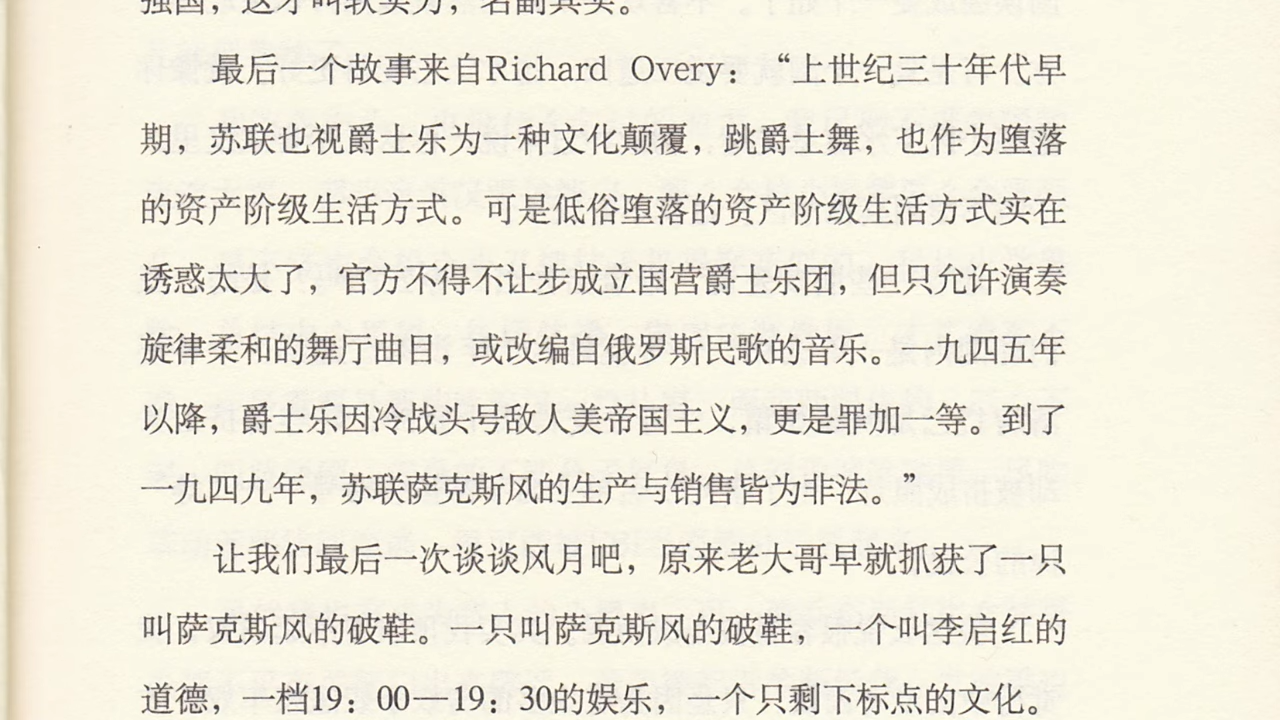 强国，这才叫软实力，名副其实。
最后一个故事来自Richard Overy：“上世纪三十年代早
期，苏联也视爵士乐为一种文化颠覆，跳爵士舞，也作为堕落
的资产阶级生活方式。可是低俗堕落的资产阶级生活方式实在
诱惑太大了，官方不得不让步成立国营爵士乐团，但只允许演奏
旋律柔和的舞厅曲目，或改编自俄罗斯民歌的音乐。一九四五年
以降，爵士乐因冷战头号敌人美帝国主义，更是罪加一等。到了
一九四九年，苏联萨克斯风的生产与销售皆为非法。”
让我们最后一次谈谈风月吧，原来老大哥早就抓获了一只
叫萨克斯风的破鞋。一只叫萨克斯风的破鞋，一个叫李启红的
道德，一档19：00—19：30的娱乐，一个只剩下标点的文化。